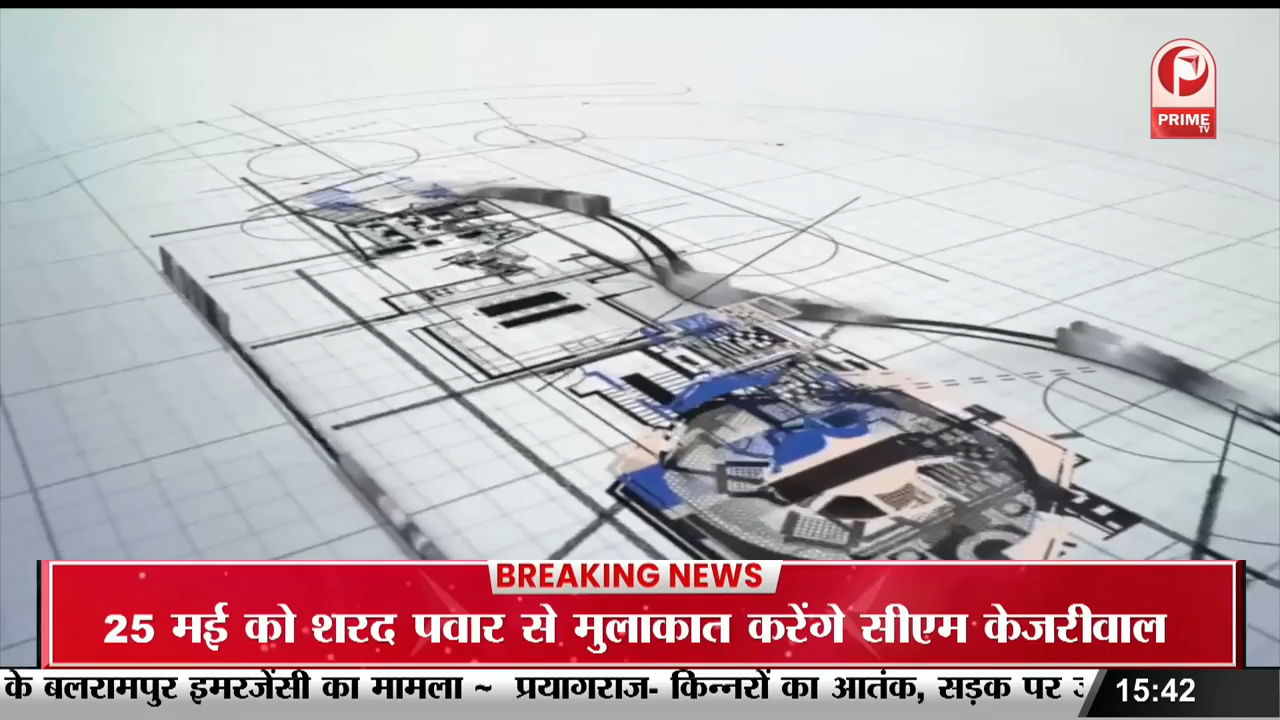 PRIME
TV
BREAKING NEWS
25 मई को शरद पवार से मुलाकात करेंगे सीएम केजरीवाल
के बलरामपुर इमरजेंसी का मामला ~ प्रयागराज- किन्नरों का आतंक, सड़क पर
15:42